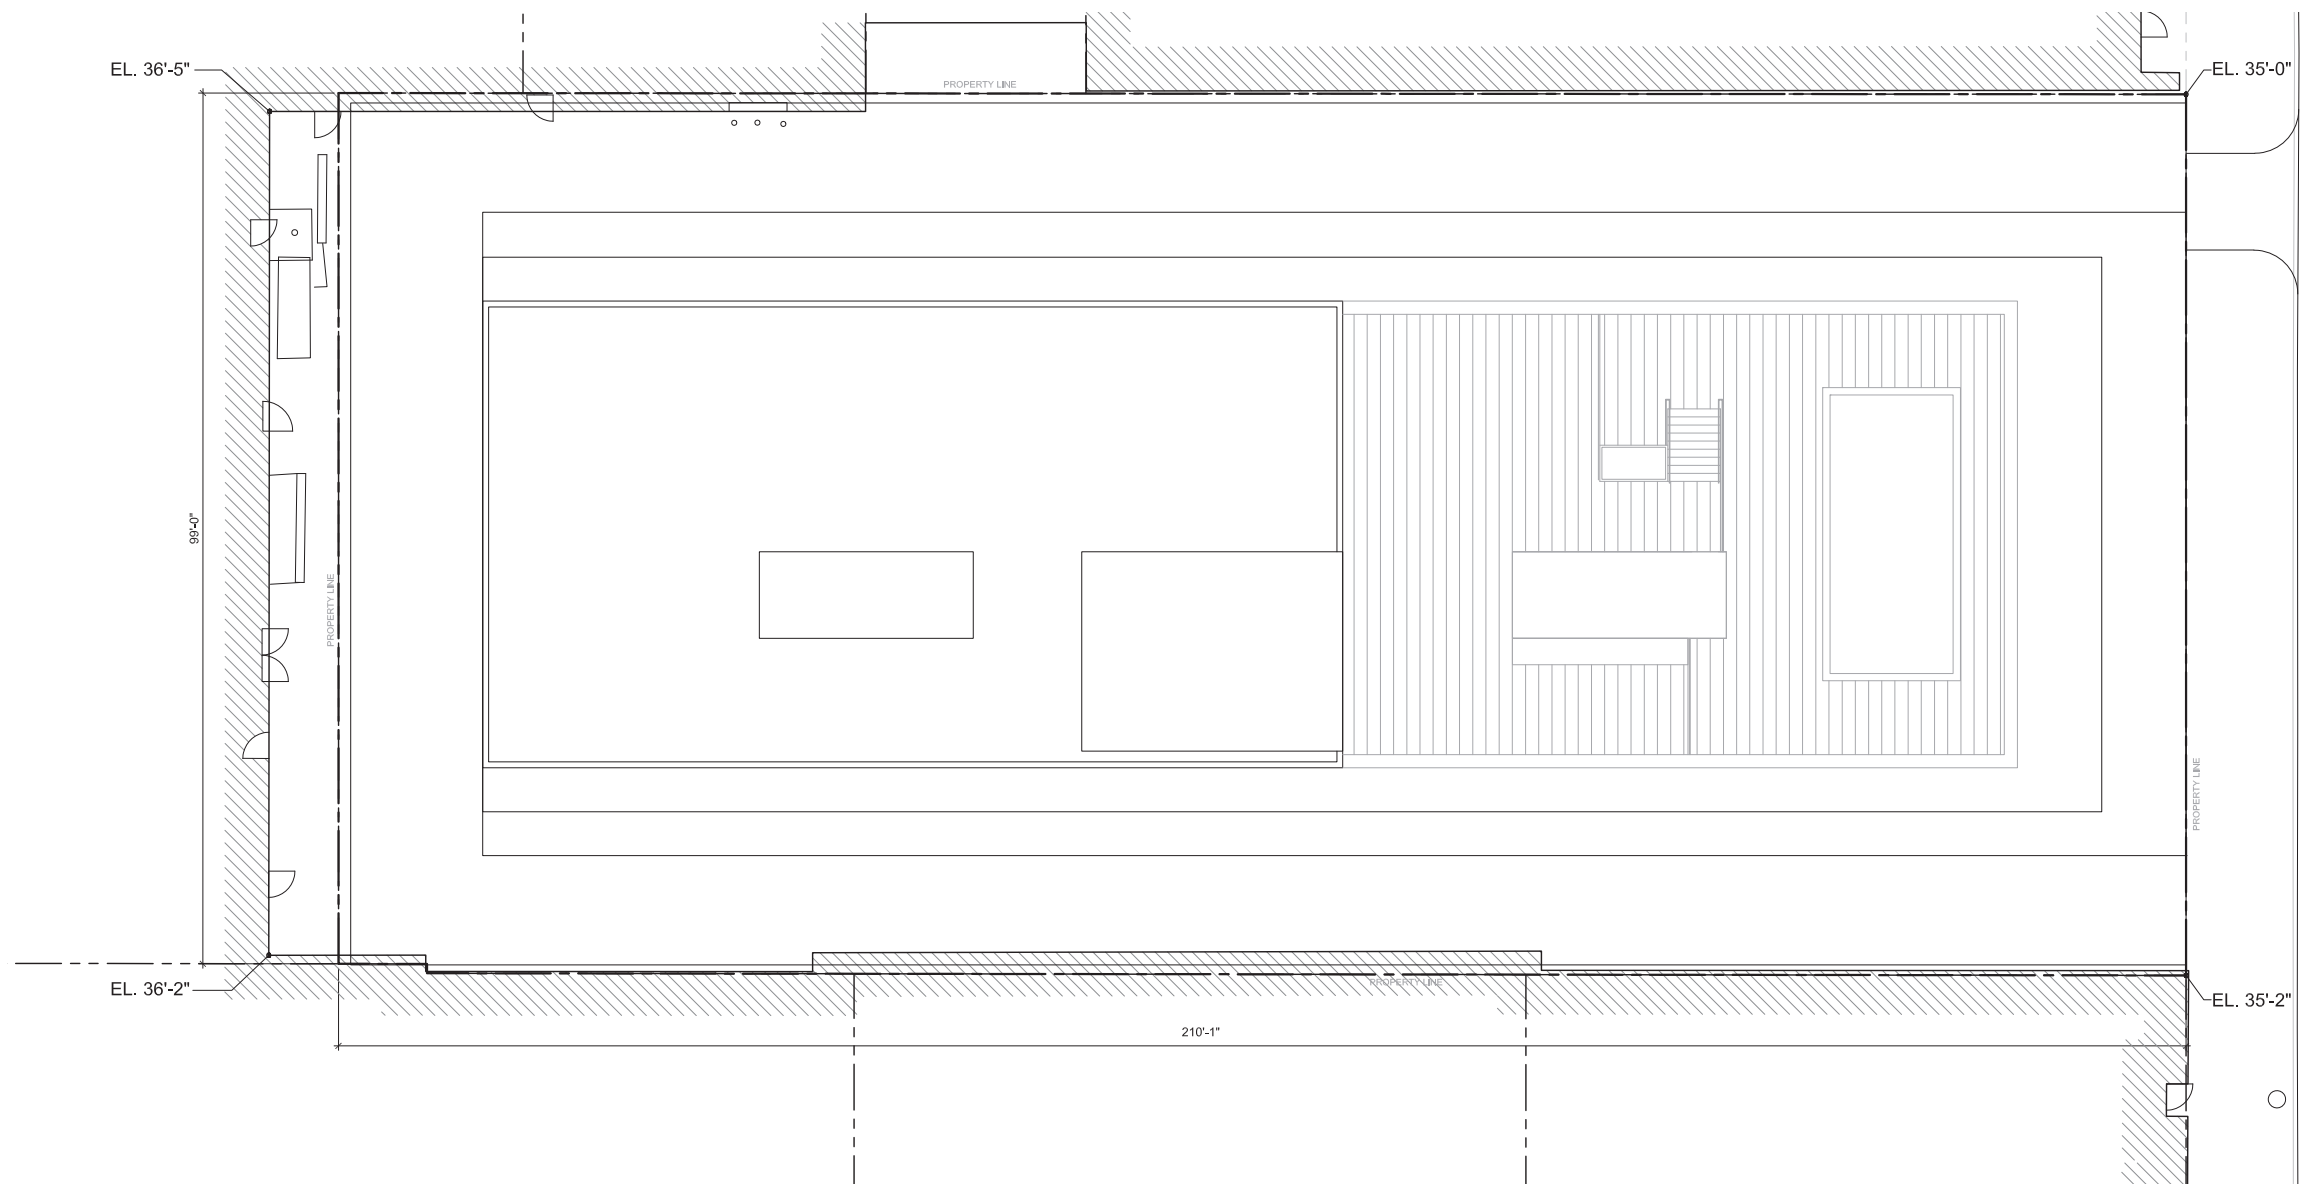 EL. 36'-5"
EL. 35'-0"
PROPERTY LINE
99'-0"
PROPERTY LINE
PROPERTY LINE
PROPERTY LINE
EL. 36'-2"
EL. 35'-2"
210'-1"